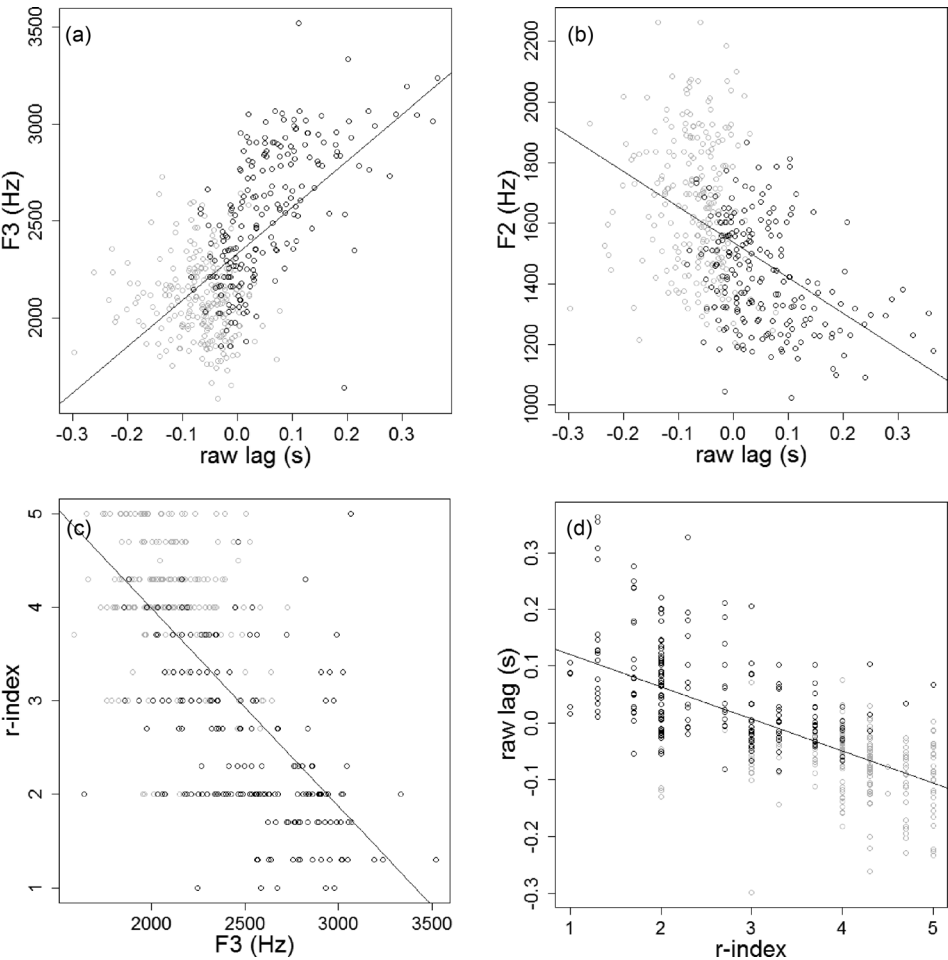 (a)
F3 (Hz)
3500
3000
2500
2000
-0.3 -0.2 -0.1 0.0 0.1 0.2 0.3
raw lag (s)
(b)
F2 (Hz)
2200
2000
1800
1600
1400
1200
1000
-0.3 -0.2 -0.1 0.0 0.1 0.2 0.3
raw lag (s)
(c)
r-index
5
4
3
2
1
2000 2500 3000 3500
F3 (Hz)
(d)
raw lag (s)
0.3
0.2
0.1
0.0
-0.1
-0.2
-0.3
1 2 3 4 5
r-index